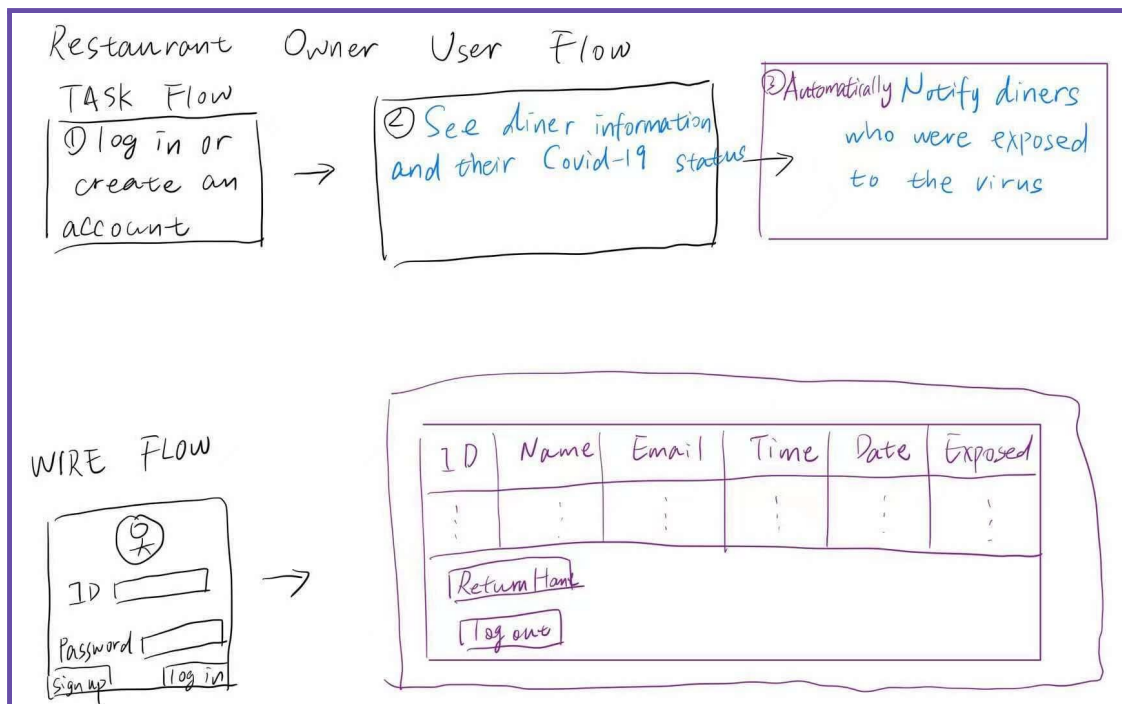 Restaurant Owner User Flow
TASK Flow
① log in or
create an
account
② See diner information
and their Covid-19 status
③ Automatically Notify diners
who were exposed
to the virus
WIRE FLOW
ID
Password
Sign up log in
ID Name Email Time Date Exposed
Return Home
log out